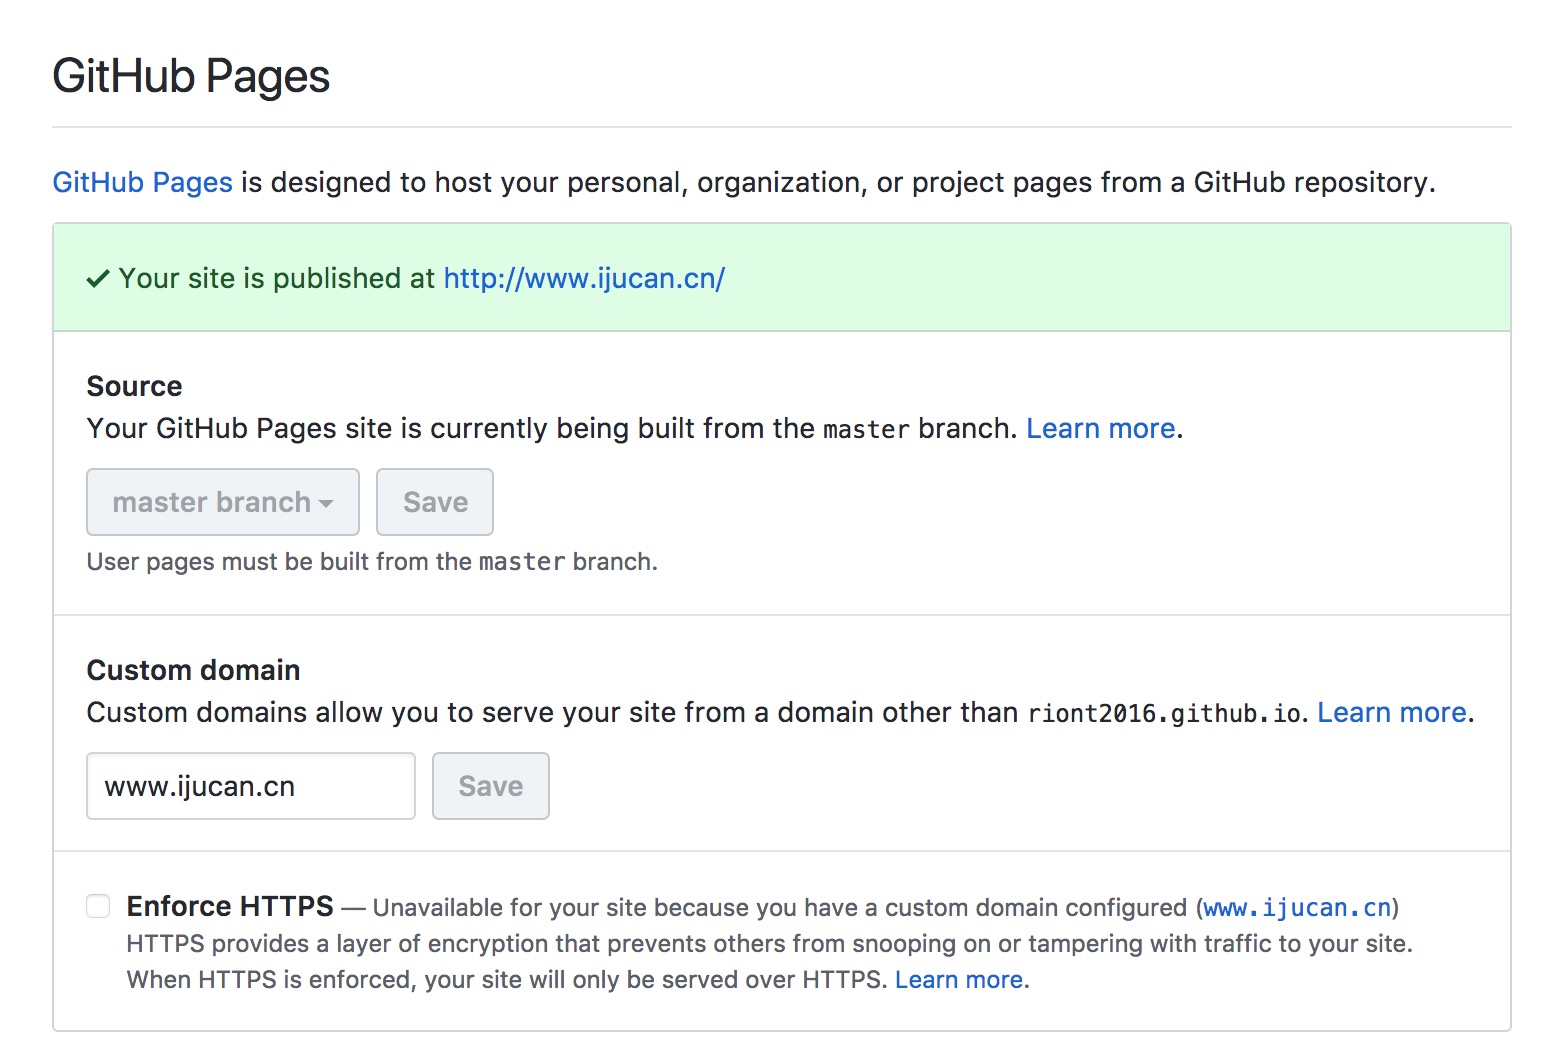 GitHub Pages
GitHub Pages is designed to host your personal, organization, or project pages from a GitHub repository.
✓ Your site is published at http://www.ijucan.cn/
Source
Your GitHub Pages site is currently being built from the master branch. Learn more.
master branch Save
User pages must be built from the master branch.
Custom domain
Custom domains allow you to serve your site from a domain other than riont2016.github.io. Learn more.
www.ijucan.cn Save
Enforce HTTPS — Unavailable for your site because you have a custom domain configured (www.ijucan.cn)
HTTPS provides a layer of encryption that prevents others from snooping on or tampering with traffic to your site.
When HTTPS is enforced, your site will only be served over HTTPS. Learn more.